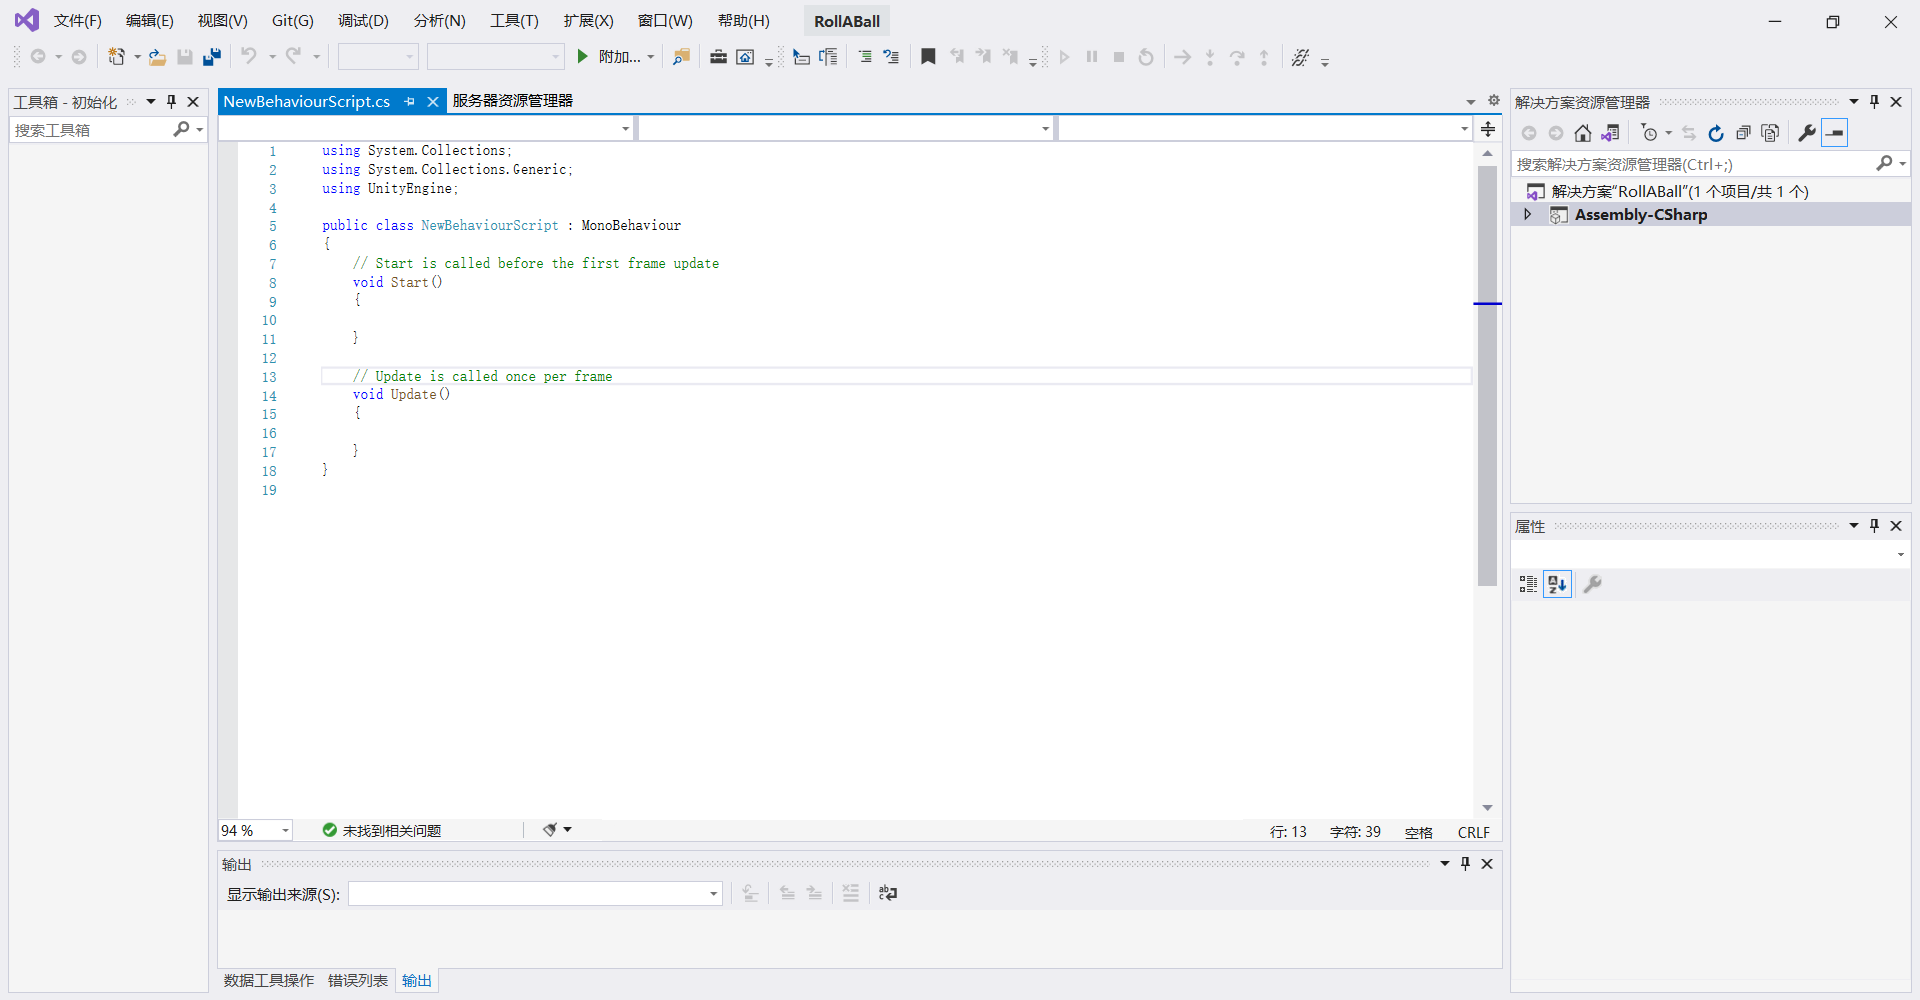 文件(F) 编辑(E) 视图(V) Git(G) 调试(D) 分析(N) 工具(T) 扩展(X) 窗口(W) 帮助(H) RollABall
附加...
工具箱 - 初始化
搜索工具箱
NewBehaviourScript.cs 服务器资源管理器
1 using System.Collections;
2 using System.Collections.Generic;
3 using UnityEngine;
4
5 public class NewBehaviourScript : MonoBehaviour
6 {
7 // Start is called before the first frame update
8 void Start()
9 {
10
11 }
12
13 // Update is called once per frame
14 void Update()
15 {
16
17 }
18 }
19
94 % 未找到相关问题 行: 13 字符: 39 空格 CRLF
输出
显示输出来源(S):
数据工具操作 错误列表 输出
解决方案资源管理器
搜索解决方案资源管理器(Ctrl+;)
解决方案“RollABall”(1 个项目/共 1 个)
Assembly-CSharp
属性